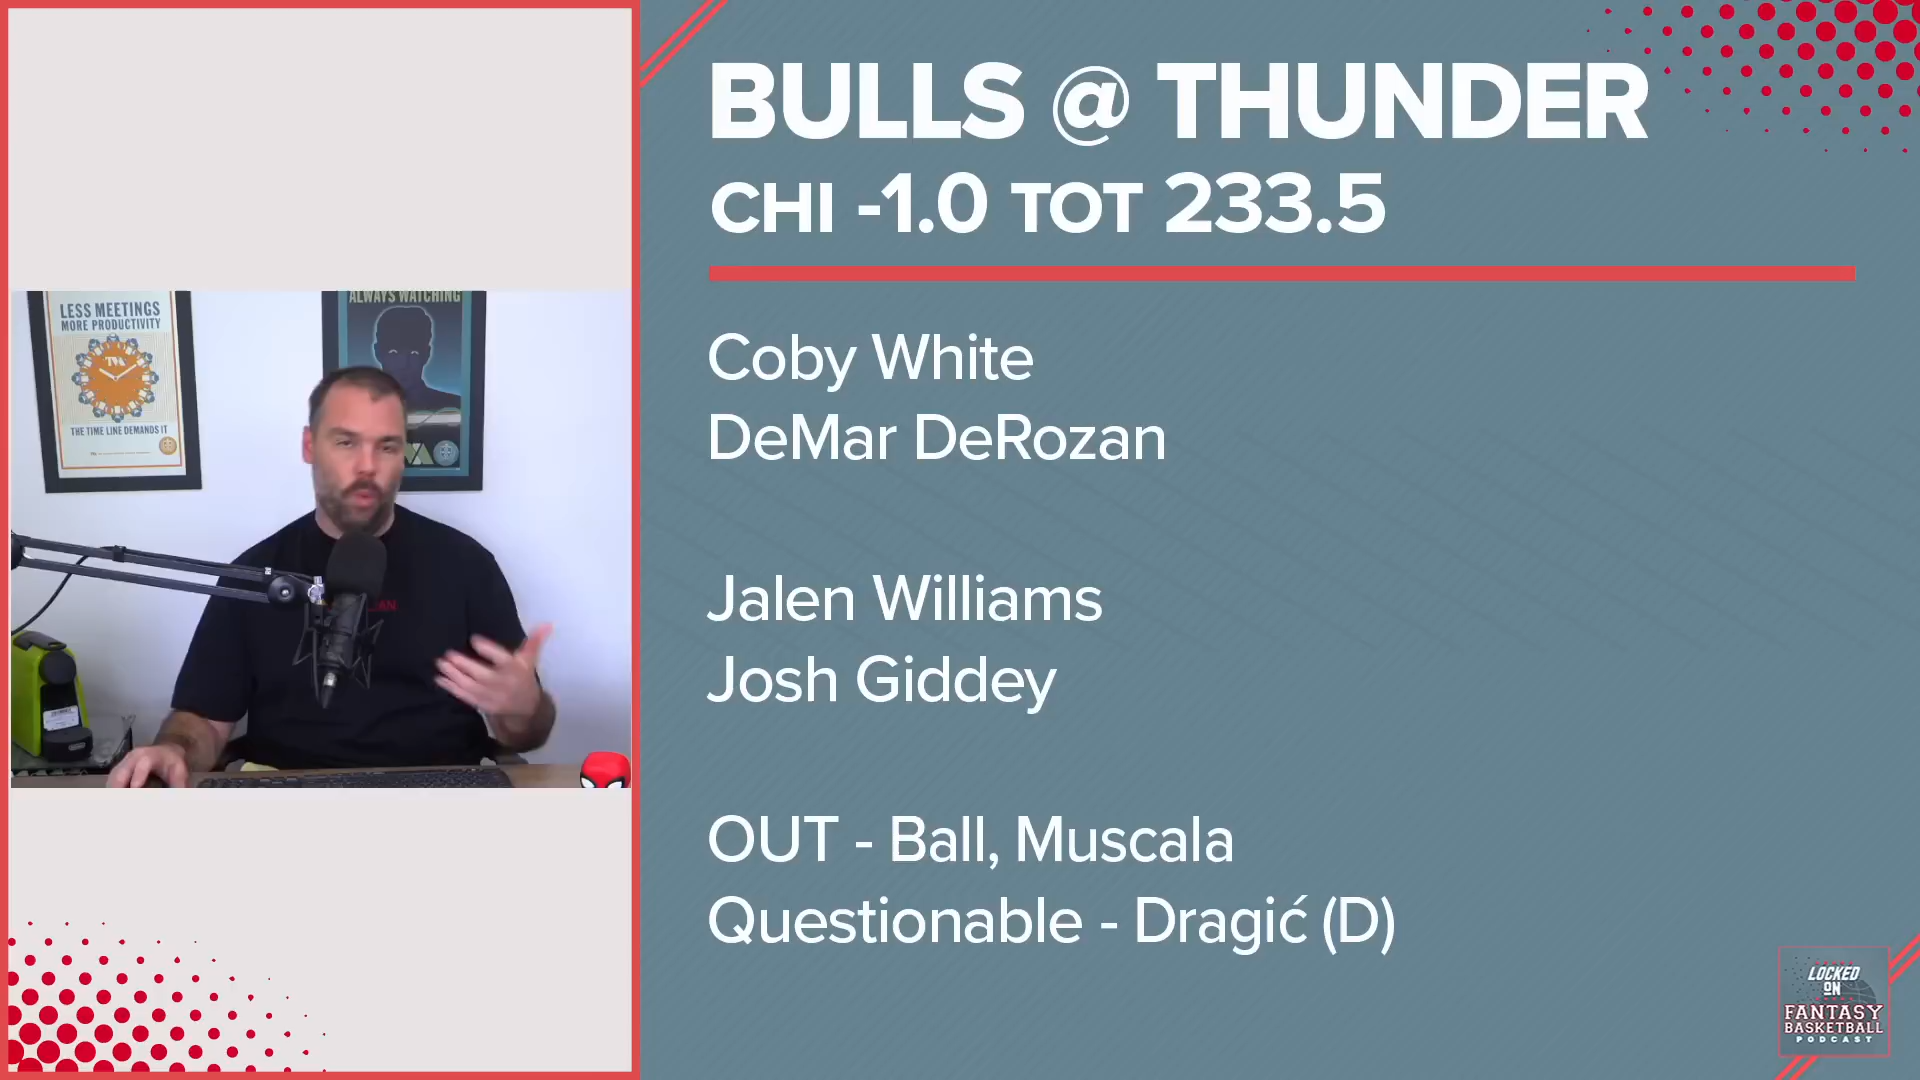 BULLS @ THUNDER
CHI -1.0 TOT 233.5
Coby White
DeMar DeRozan
Jalen Williams
Josh Giddey
OUT - Ball, Muscala
Questionable - Dragić (D)
LESS MEETINGS
MORE PRODUCTIVITY
TVA
THE TIME LINE DEMANDS IT
ALWAYS WATCHING
LOCKED
ON
FANTASY
BASKETBALL
PODCAST